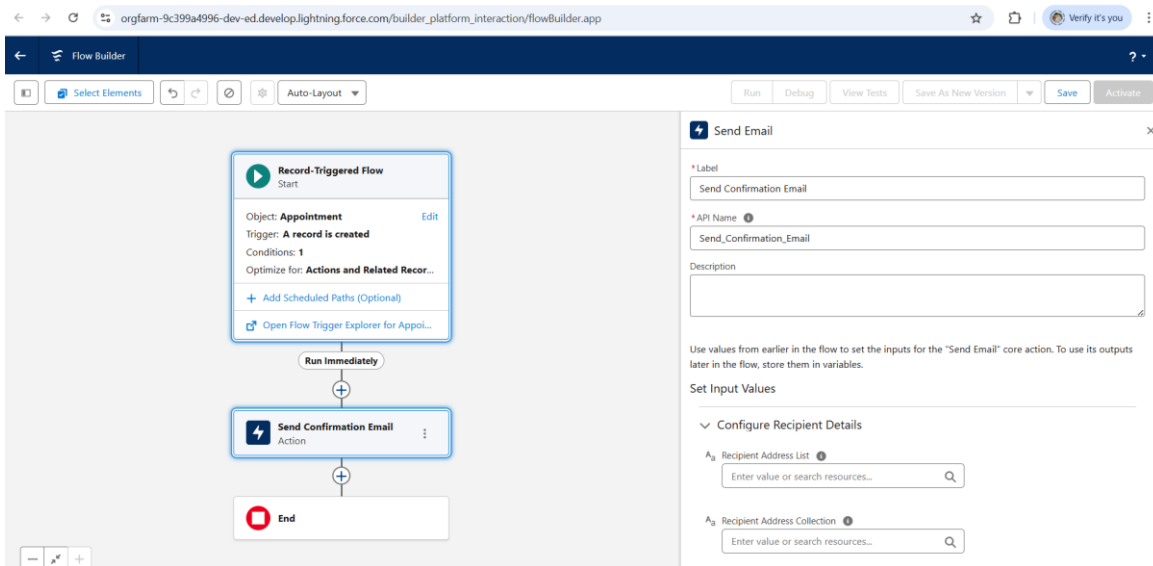 orgfarm-9c399a4996-dev-ed.develop.lightning.force.com/builder_platform_interaction/flowBuilder.app
Verify it's you
Flow Builder
?
Select Elements
Auto-Layout
Run
Debug
View Tests
Save As New Version
Save
Activate
Record-Triggered Flow
Start
Object: Appointment
Edit
Trigger: A record is created
Conditions: 1
Optimize for: Actions and Related Recor...
+ Add Scheduled Paths (Optional)
Open Flow Trigger Explorer for Appoi...
Run Immediately
Send Confirmation Email
Action
End
Send Email
* Label
Send Confirmation Email
* API Name
Send_Confirmation_Email
Description
Use values from earlier in the flow to set the inputs for the "Send Email" core action. To use its outputs
later in the flow, store them in variables.
Set Input Values
Configure Recipient Details
Aa Recipient Address List
Enter value or search resources...
Aa Recipient Address Collection
Enter value or search resources...